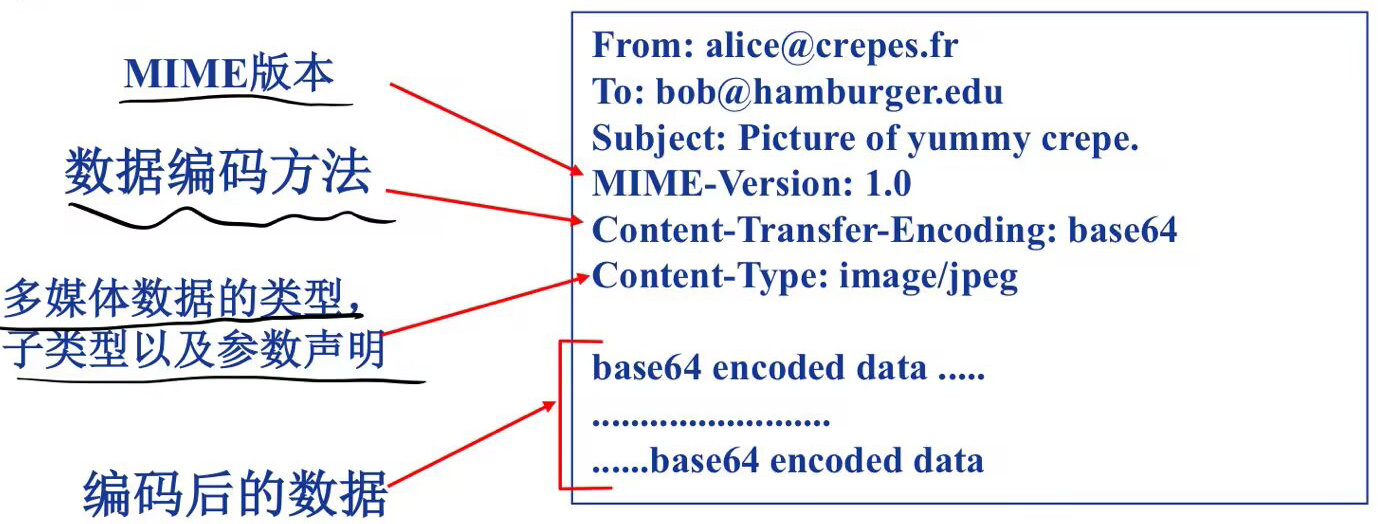 MIME版本
数据编码方法
多媒体数据的类型，
子类型以及参数声明
编码后的数据
From: alice@crepes.fr
To: bob@hamburger.edu
Subject: Picture of yummy crepe.
MIME-Version: 1.0
Content-Transfer-Encoding: base64
Content-Type: image/jpeg
base64 encoded data .....
.........................
......base64 encoded data